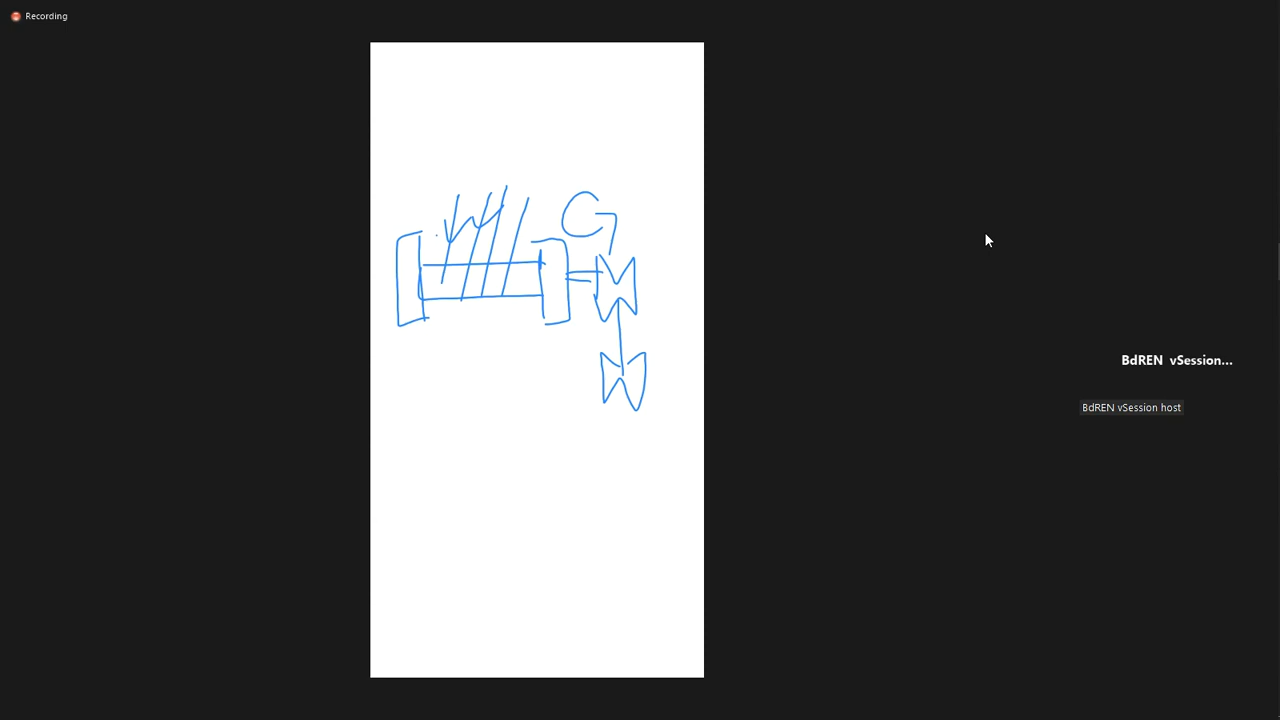 Recording
W
G
BdREN vSession...
BdREN vSession host